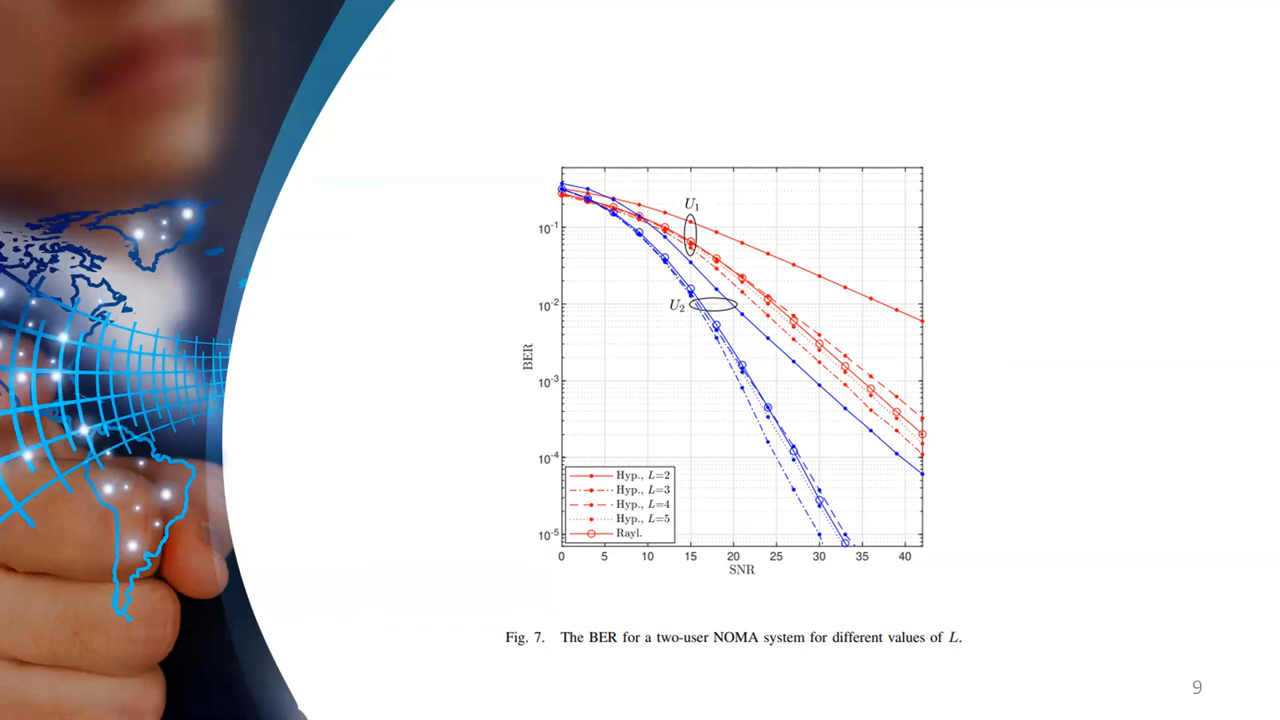 U1
U2
BER
10^-1
10^-2
10^-3
10^-4
10^-5
Hyp., L=2
Hyp., L=3
Hyp., L=4
Hyp., L=5
Rayl.
0 5 10 15 20 25 30 35 40
SNR
Fig. 7. The BER for a two-user NOMA system for different values of L.
9